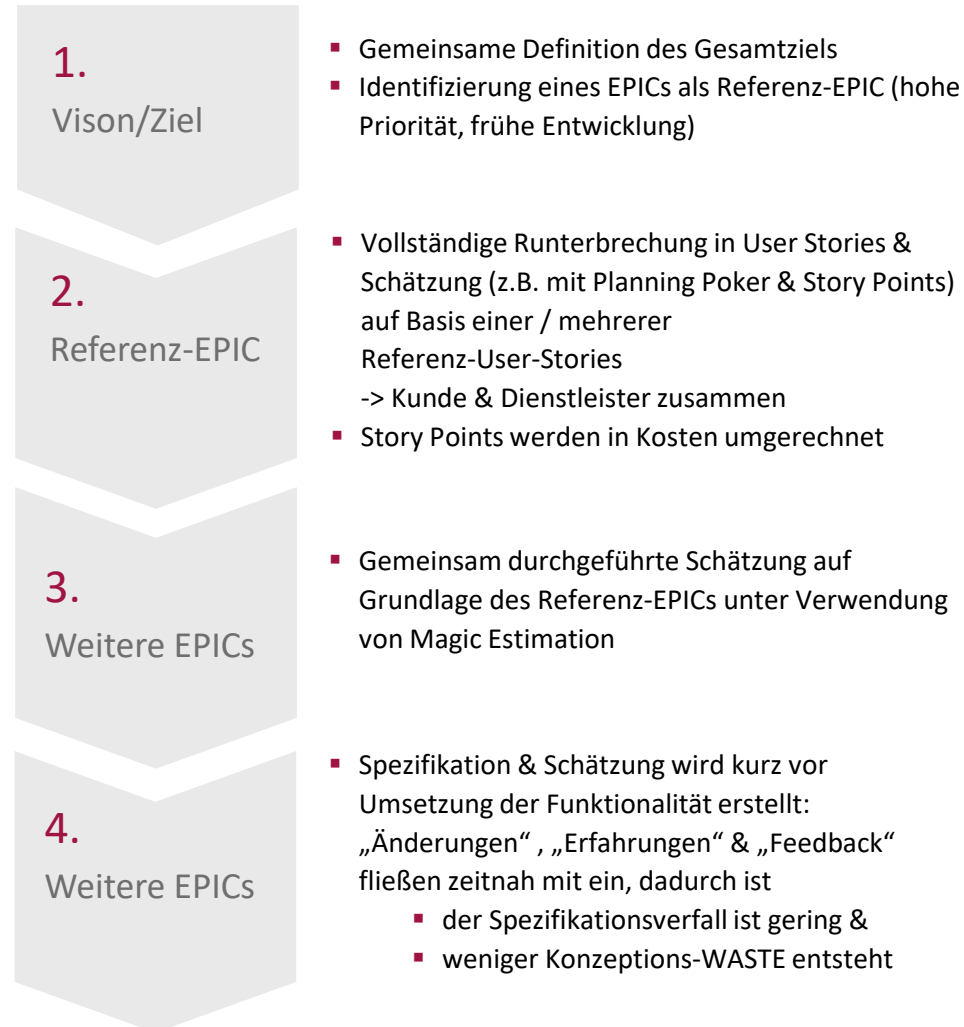 1.
Vison/Ziel
▪ Gemeinsame Definition des Gesamtziels
▪ Identifizierung eines EPICs als Referenz-EPIC (hohe
Priorität, frühe Entwicklung)
2.
Referenz-EPIC
▪ Vollständige Runterbrechung in User Stories &
Schätzung (z.B. mit Planning Poker & Story Points)
auf Basis einer / mehrerer
Referenz-User-Stories
-> Kunde & Dienstleister zusammen
▪ Story Points werden in Kosten umgerechnet
3.
Weitere EPICs
▪ Gemeinsam durchgeführte Schätzung auf
Grundlage des Referenz-EPICs unter Verwendung
von Magic Estimation
4.
Weitere EPICs
▪ Spezifikation & Schätzung wird kurz vor
Umsetzung der Funktionalität erstellt:
„Änderungen“ , „Erfahrungen“ & „Feedback“
fließen zeitnah mit ein, dadurch ist
▪ der Spezifikationsverfall ist gering &
▪ weniger Konzeptions-WASTE entsteht